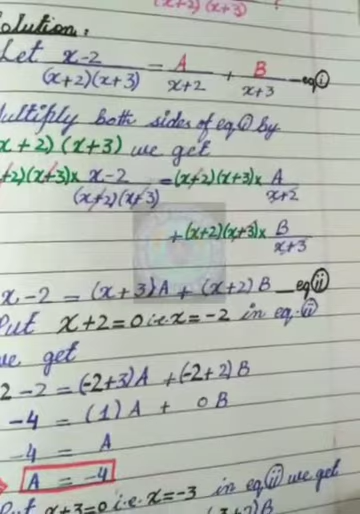 (x+2)(x+3)
Solution:
Let x-2/(x+2)(x+3) = A/x+2 + B/x+3 — eq(i)
Multiply both sides of eq(i) by
(x+2)(x+3) we get
+2)(x+3)× x-2/(x+2)(x+3) = (x+2)(x+3)× A/x+2
+(x+2)(x+3)× B/x+3
x-2 = (x+3)A + (x+2)B — eq(ii)
Put x+2=0 i.e x=-2 in eq.(ii)
we get
2-2 = (-2+3)A +(-2+2)B
-4 = (1)A + 0B
-4 = A
A = -4
Put x+3=0 i.e x=-3 in eq(ii) we get